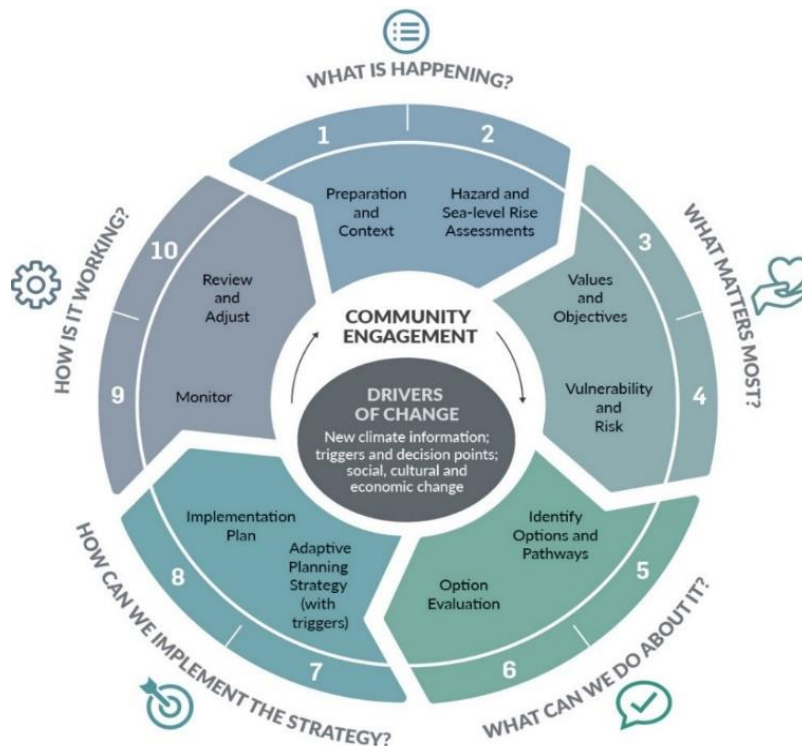 WHAT IS HAPPENING?
1
Preparation
and
Context
2
Hazard and
Sea-level Rise
Assessments
WHAT MATTERS MOST?
3
Values
and
Objectives
4
Vulnerability
and
Risk
WHAT CAN WE DO ABOUT IT?
5
Identify
Options and
Pathways
6
Option
Evaluation
HOW CAN WE IMPLEMENT THE STRATEGY?
7
Adaptive
Planning
Strategy
(with
triggers)
8
Implementation
Plan
HOW IS IT WORKING?
9
Monitor
10
Review
and
Adjust
COMMUNITY
ENGAGEMENT
DRIVERS
OF CHANGE
New climate information;
triggers and decision points;
social, cultural and
economic change